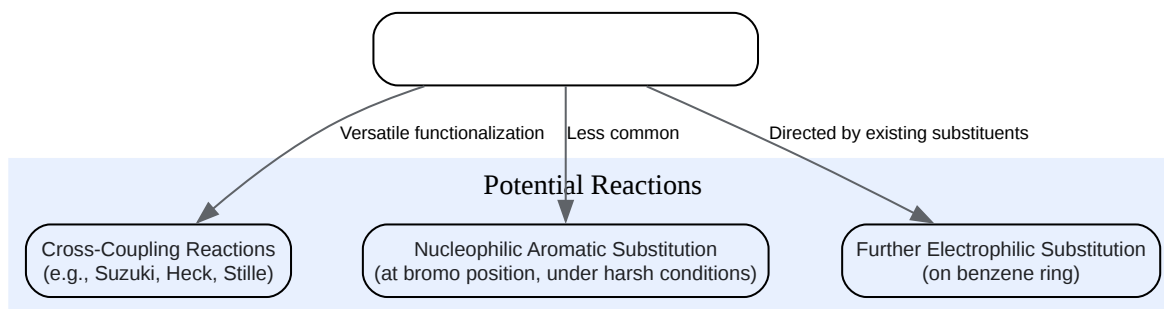 Versatile functionalization
Less common
Directed by existing substituents
Potential Reactions
Cross-Coupling Reactions
(e.g., Suzuki, Heck, Stille)
Nucleophilic Aromatic Substitution
(at bromo position, under harsh conditions)
Further Electrophilic Substitution
(on benzene ring)